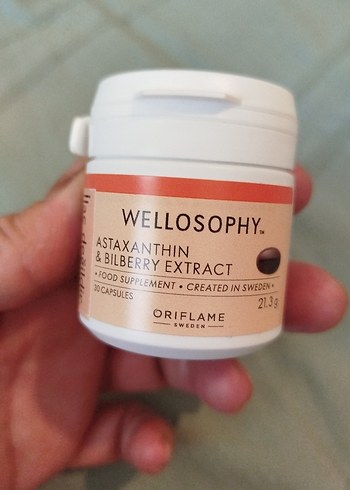 WELLOSOPHY™
ASTAXANTHIN
& BILBERRY EXTRACT
• FOOD SUPPLEMENT • CREATED IN SWEDEN •
30 CAPSULES
21.3 g
ORIFLAME
SWEDEN